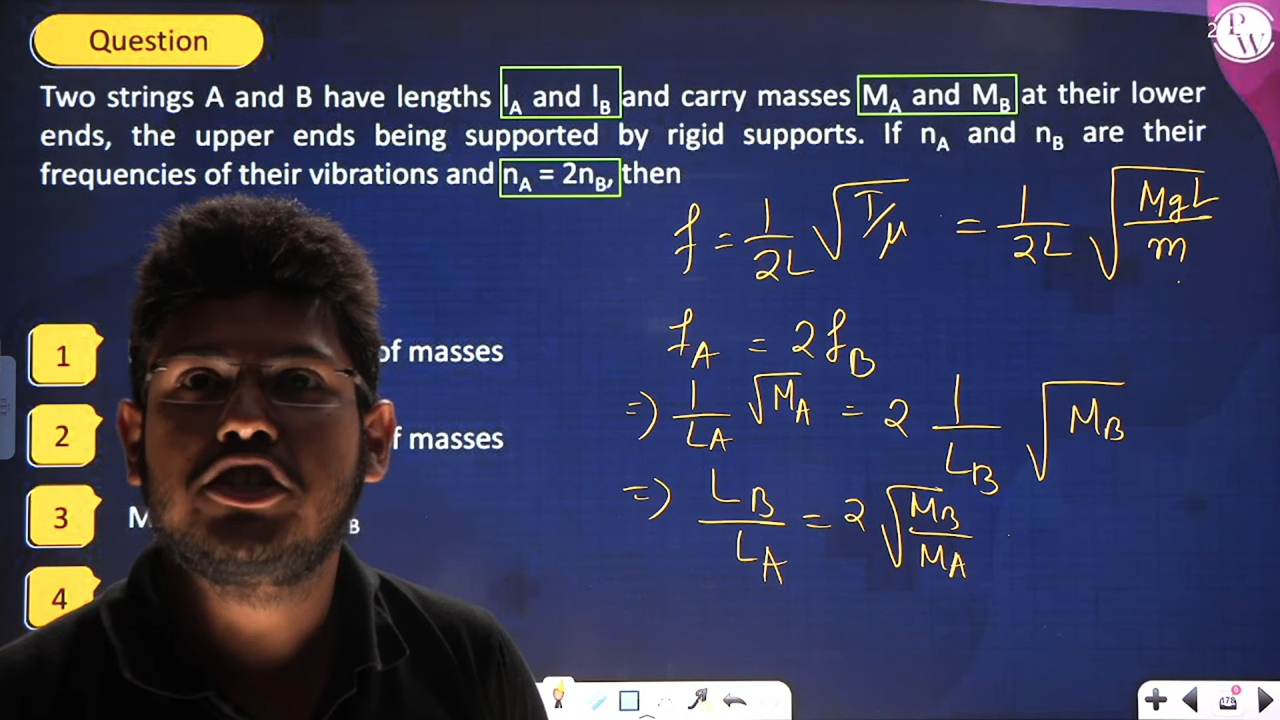 Question
PW
Two strings A and B have lengths l_A and l_B and carry masses M_A and M_B at their lower
ends, the upper ends being supported by rigid supports. If n_A and n_B are their
frequencies of their vibrations and n_A = 2n_B, then
f = 1/2L √(T/μ) = 1/2L √(MgL/m)
1
of masses
f_A = 2f_B
2
f masses
=) 1/L_A √M_A = 2 1/L_B √M_B
3
M
B
=) L_B/L_A = 2√(M_B/M_A)
4
178